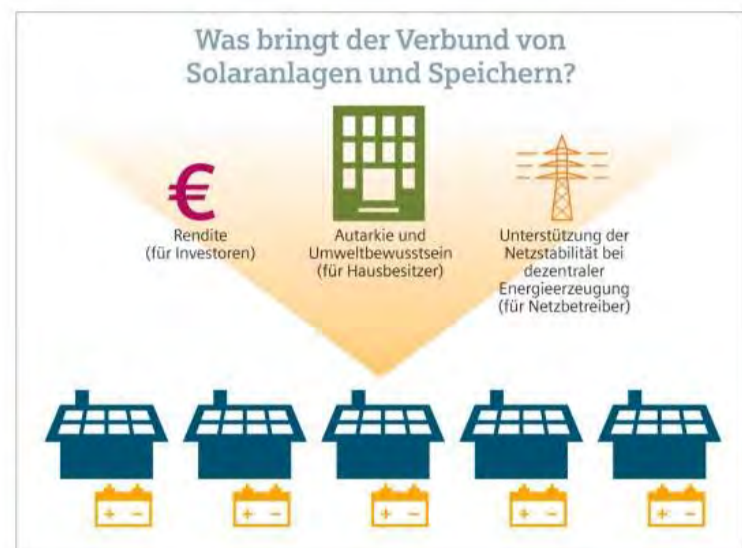 Was bringt der Verbund von
Solaranlagen und Speichern?
€
Rendite
(für Investoren)
Autarkie und
Umweltbewusstsein
(für Hausbesitzer)
Unterstützung der
Netzstabilität bei
dezentraler
Energieerzeugung
(für Netzbetreiber)
+ − + − + − + − + −